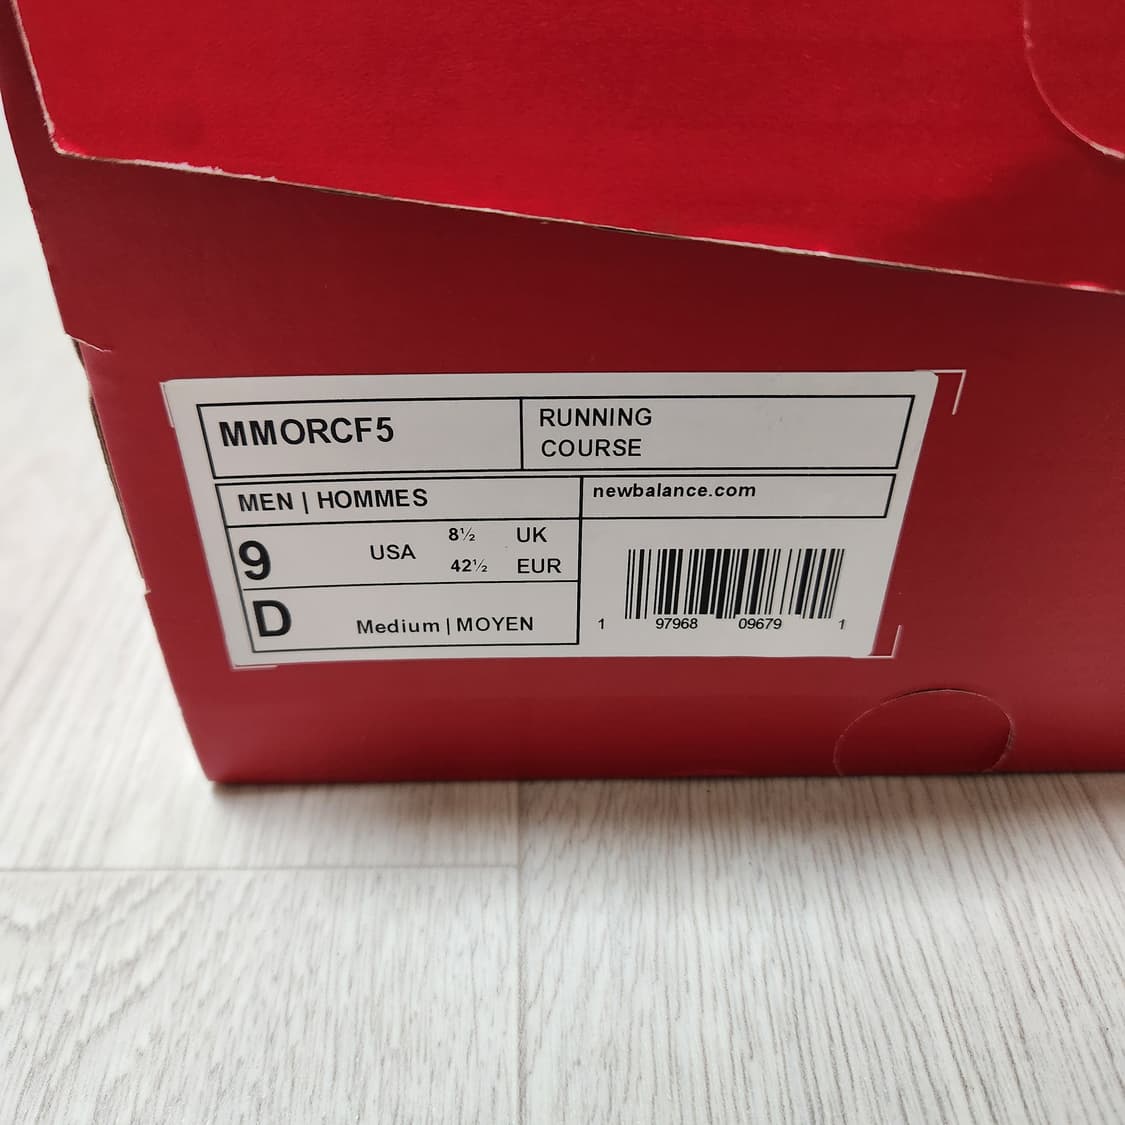 MMORCF5
RUNNING
COURSE
MEN | HOMMES
newbalance.com
9 USA 8½ UK
42½ EUR
D Medium | MOYEN
1 97968 09679 1